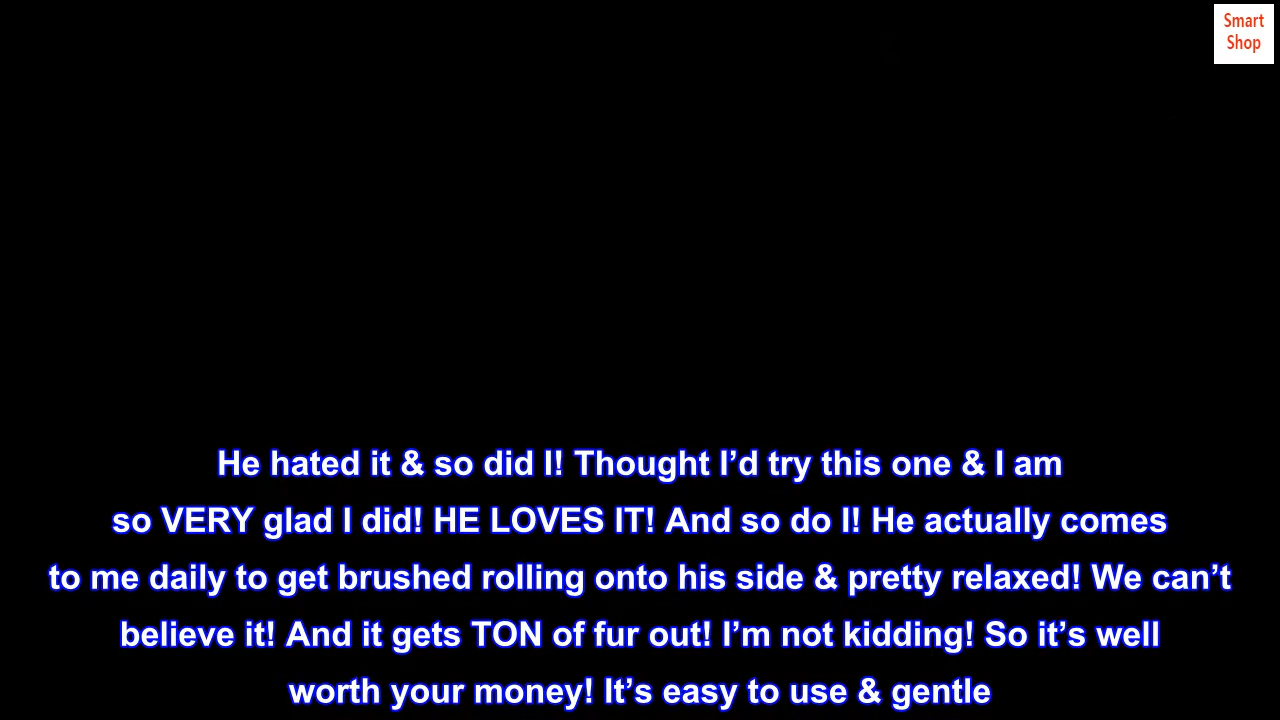 Smart
Shop
He hated it & so did I! Thought I’d try this one & I am
so VERY glad I did! HE LOVES IT! And so do I! He actually comes
to me daily to get brushed rolling onto his side & pretty relaxed! We can’t
believe it! And it gets TON of fur out! I’m not kidding! So it’s well
worth your money! It’s easy to use & gentle